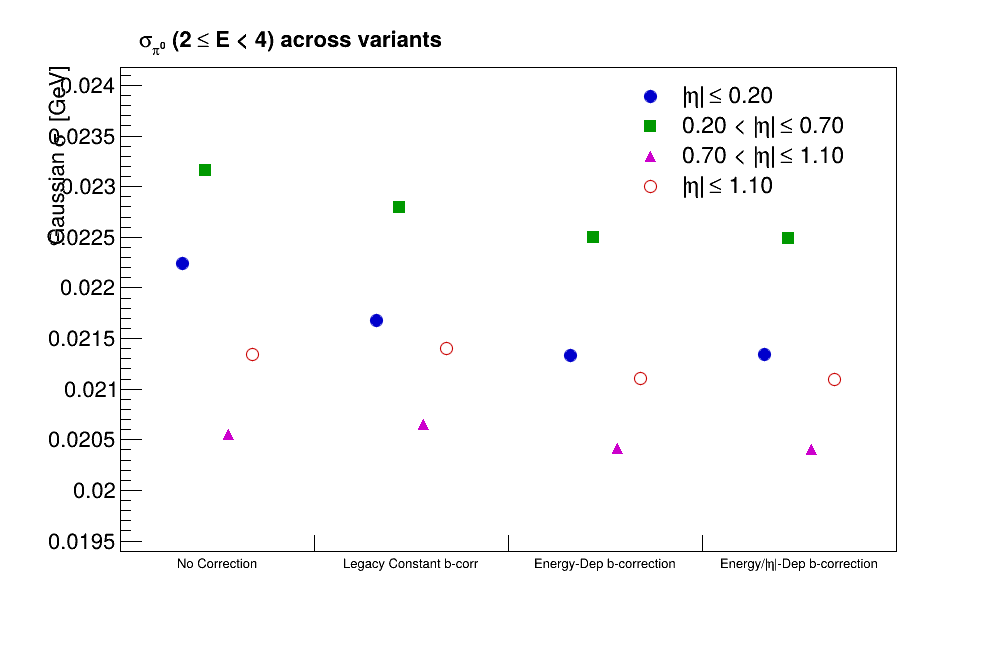 σπ⁰ (2 ≤ E < 4) across variants
Gaussian σ [GeV]
0.024
0.0235
0.023
0.0225
0.022
0.0215
0.021
0.0205
0.02
0.0195
|η| ≤ 0.20
0.20 < |η| ≤ 0.70
0.70 < |η| ≤ 1.10
|η| ≤ 1.10
No Correction
Legacy Constant b-corr
Energy-Dep b-correction
Energy/|η|-Dep b-correction